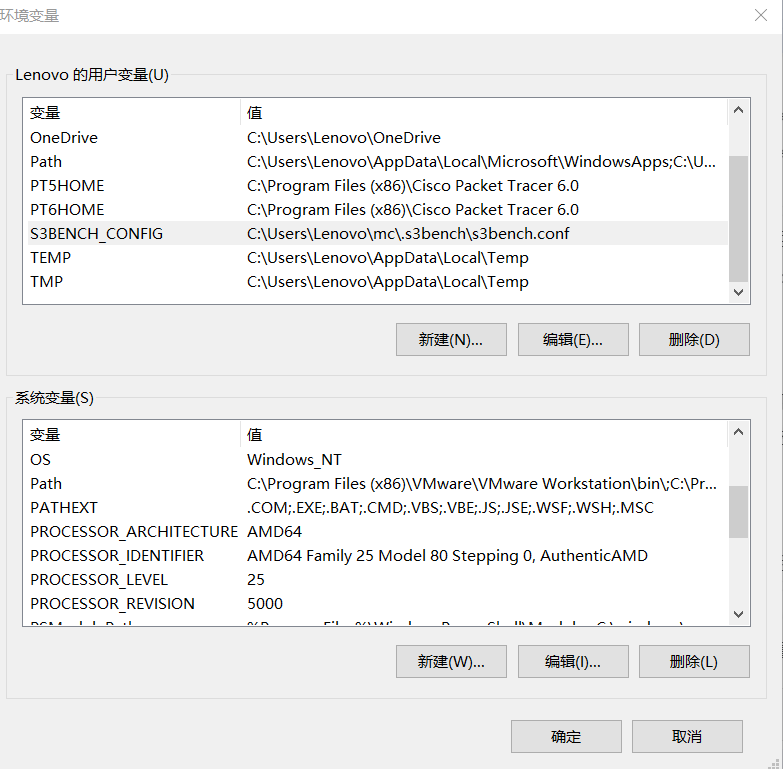 环境变量
Lenovo 的用户变量(U)
变量 值
OneDrive C:\Users\Lenovo\OneDrive
Path C:\Users\Lenovo\AppData\Local\Microsoft\WindowsApps;C:\U...
PT5HOME C:\Program Files (x86)\Cisco Packet Tracer 6.0
PT6HOME C:\Program Files (x86)\Cisco Packet Tracer 6.0
S3BENCH_CONFIG C:\Users\Lenovo\mc\.s3bench\s3bench.conf
TEMP C:\Users\Lenovo\AppData\Local\Temp
TMP C:\Users\Lenovo\AppData\Local\Temp
新建(N)... 编辑(E)... 删除(D)
系统变量(S)
变量 值
OS Windows_NT
Path C:\Program Files (x86)\VMware\VMware Workstation\bin\;C:\Pr...
PATHEXT .COM;.EXE;.BAT;.CMD;.VBS;.VBE;.JS;.JSE;.WSF;.WSH;.MSC
PROCESSOR_ARCHITECTURE AMD64
PROCESSOR_IDENTIFIER AMD64 Family 25 Model 80 Stepping 0, AuthenticAMD
PROCESSOR_LEVEL 25
PROCESSOR_REVISION 5000
新建(W)... 编辑(I)... 删除(L)
确定 取消